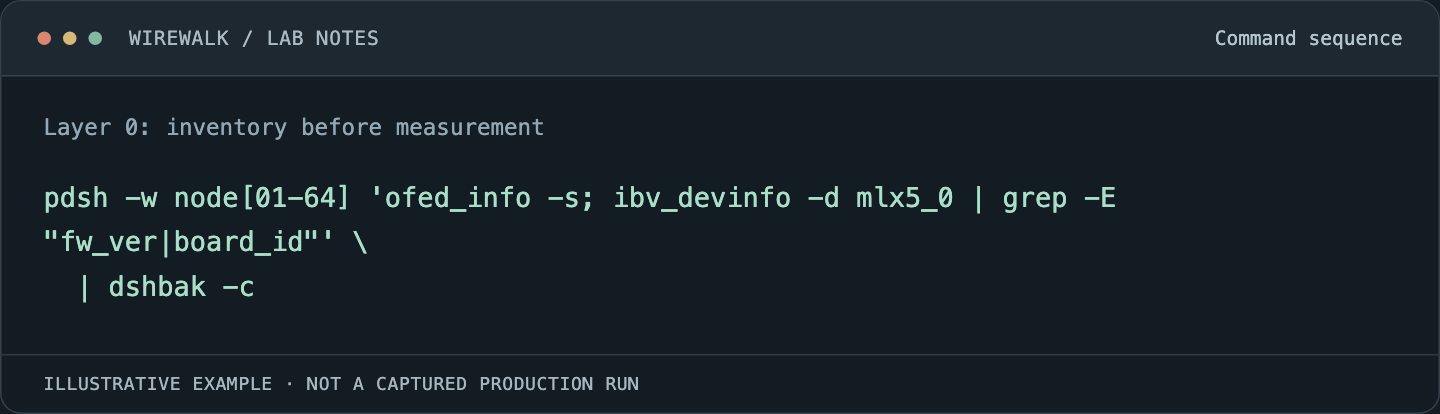 WIREWALK / LAB NOTES
Command sequence
Layer 0: inventory before measurement
pdsh -w node[01-64] 'ofed_info -s; ibv_devinfo -d mlx5_0 | grep -E
"fw_ver|board_id"' \
| dshbak -c
ILLUSTRATIVE EXAMPLE · NOT A CAPTURED PRODUCTION RUN